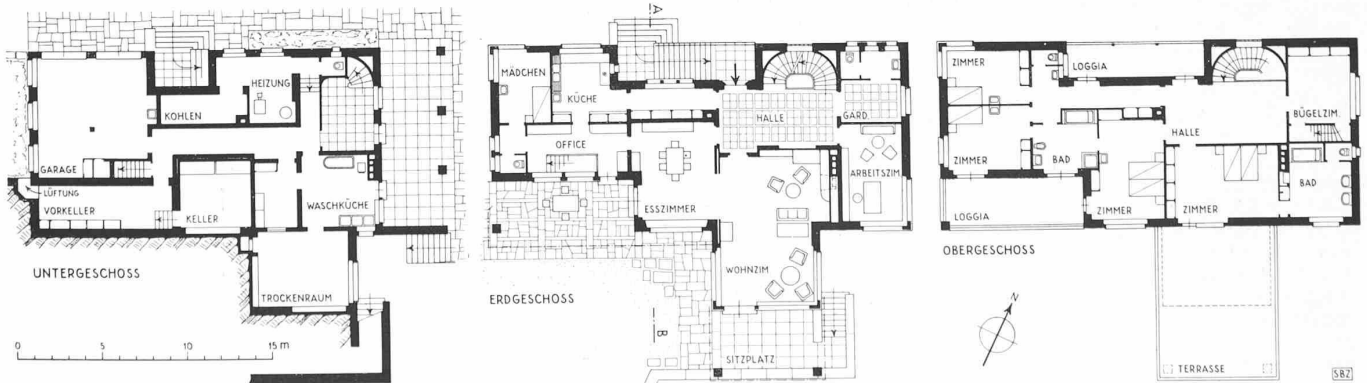 HEIZUNG
KOHLEN
GARAGE
LÜFTUNG
VORKELLER
KELLER
WASCHKÜCHE
UNTERGESCHOSS
TROCKENRAUM
0 5 10 15 m
A
MÄDCHEN
KÜCHE
HALLE
GARD.
OFFICE
ARBEITSZIM.
ESSZIMMER
WOHNZIM.
ERDGESCHOSS
B
SITZPLATZ
ZIMMER
LOGGIA
BÜGELZIM.
HALLE
ZIMMER
BAD
BAD
LOGGIA
ZIMMER
ZIMMER
OBERGESCHOSS
N
TERRASSE
SBZ